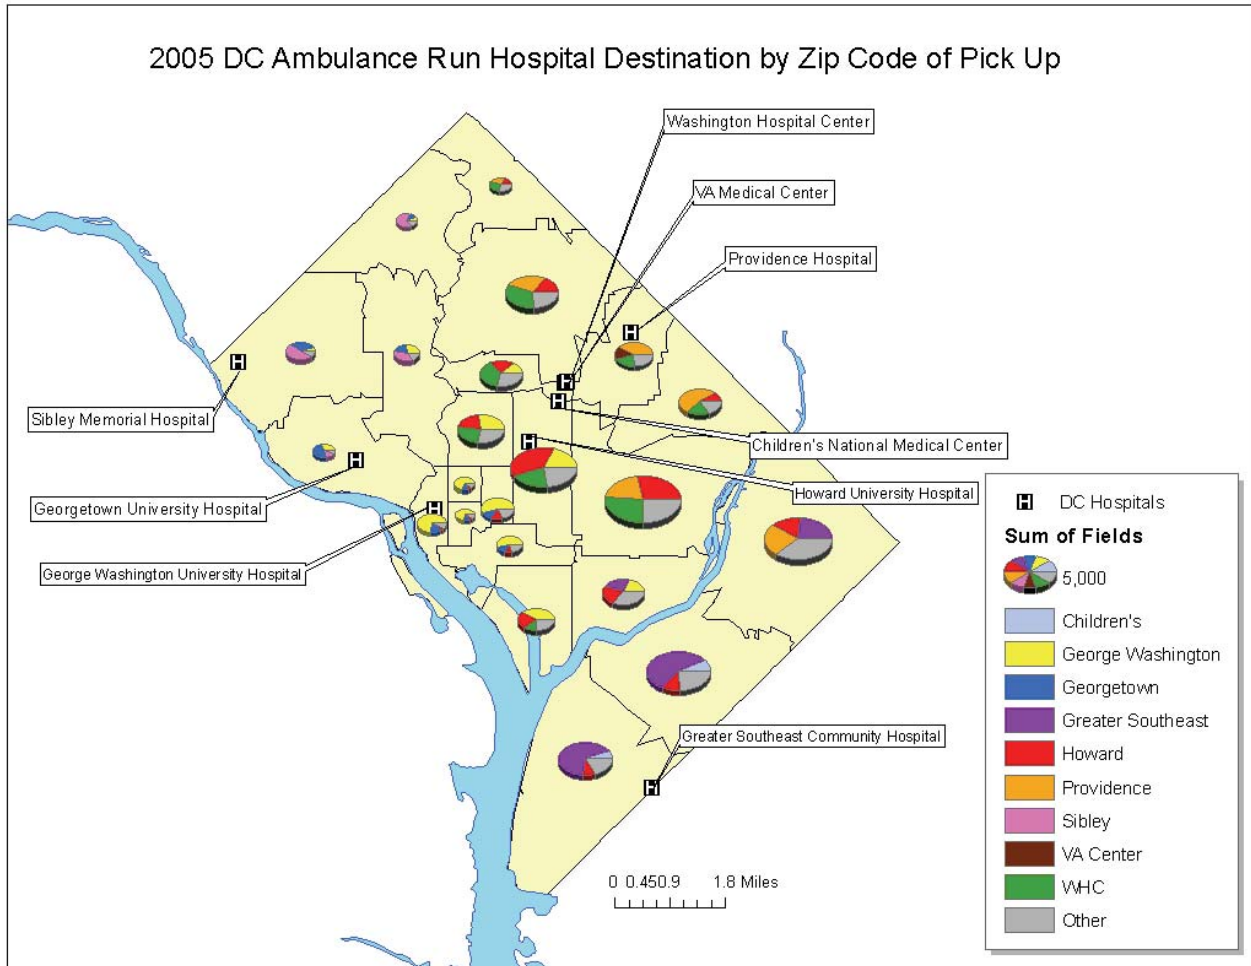 2005 DC Ambulance Run Hospital Destination by Zip Code of Pick Up
Washington Hospital Center
VA Medical Center
Providence Hospital
Sibley Memorial Hospital
Children's National Medical Center
Georgetown University Hospital
Howard University Hospital
George Washington University Hospital
Greater Southeast Community Hospital
0 0.450.9 1.8 Miles
H DC Hospitals
Sum of Fields
5,000
Children's
George Washington
Georgetown
Greater Southeast
Howard
Providence
Sibley
VA Center
WHC
Other